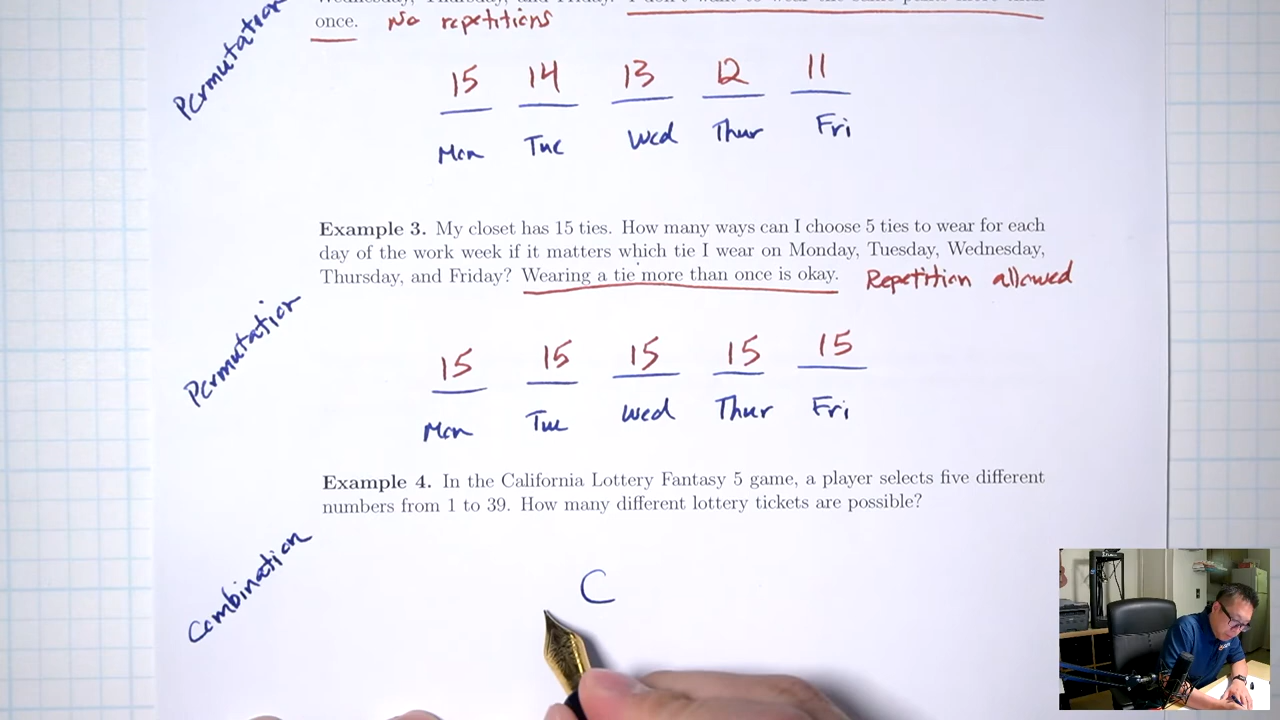 once. No repetitions
Permutation
15 14 13 12 11
Mon Tue Wed Thur Fri
Example 3. My closet has 15 ties. How many ways can I choose 5 ties to wear for each
day of the work week if it matters which tie I wear on Monday, Tuesday, Wednesday,
Thursday, and Friday? Wearing a tie more than once is okay. Repetition allowed
Permutation
15 15 15 15 15
Mon Tue Wed Thur Fri
Example 4. In the California Lottery Fantasy 5 game, a player selects five different
numbers from 1 to 39. How many different lottery tickets are possible?
Combination
C